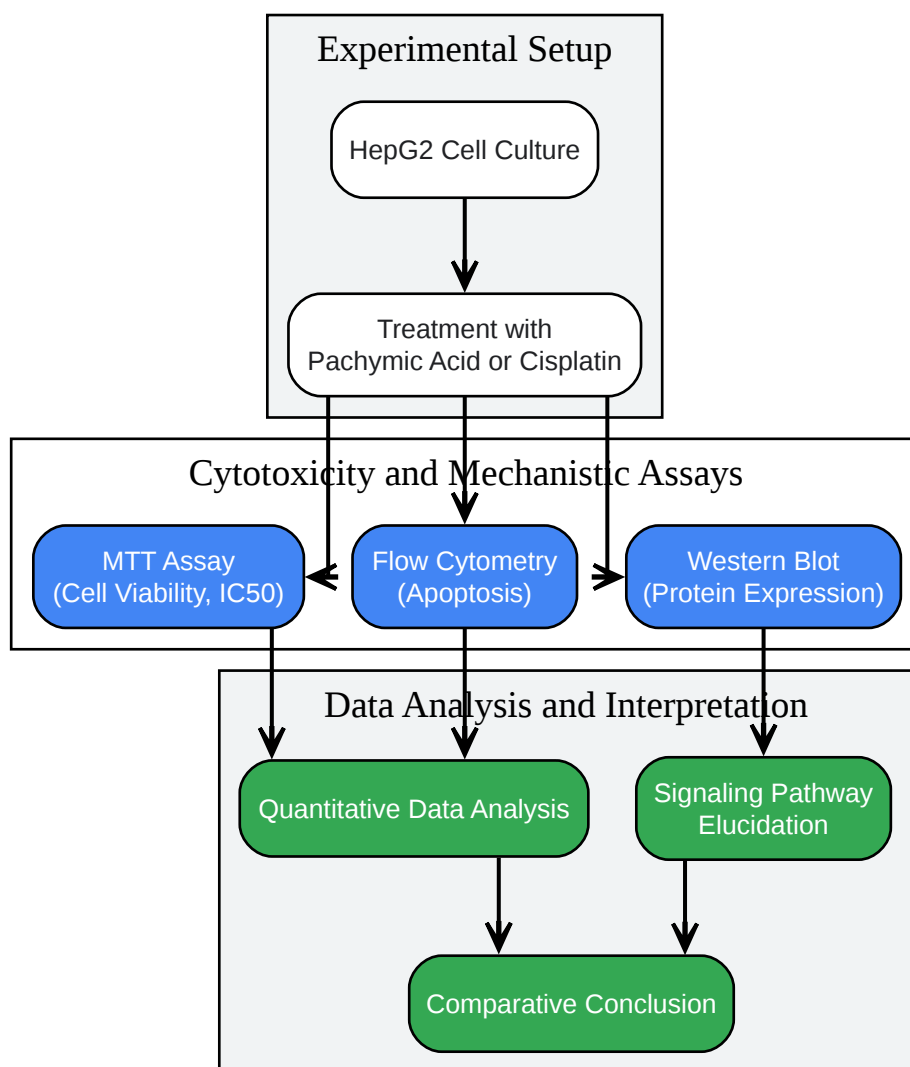 Experimental Setup
HepG2 Cell Culture
Treatment with
Pachymic Acid or Cisplatin
Cytotoxicity and Mechanistic Assays
MTT Assay
(Cell Viability, IC50)
Flow Cytometry
(Apoptosis)
Western Blot
(Protein Expression)
Data Analysis and Interpretation
Quantitative Data Analysis
Signaling Pathway
Elucidation
Comparative Conclusion